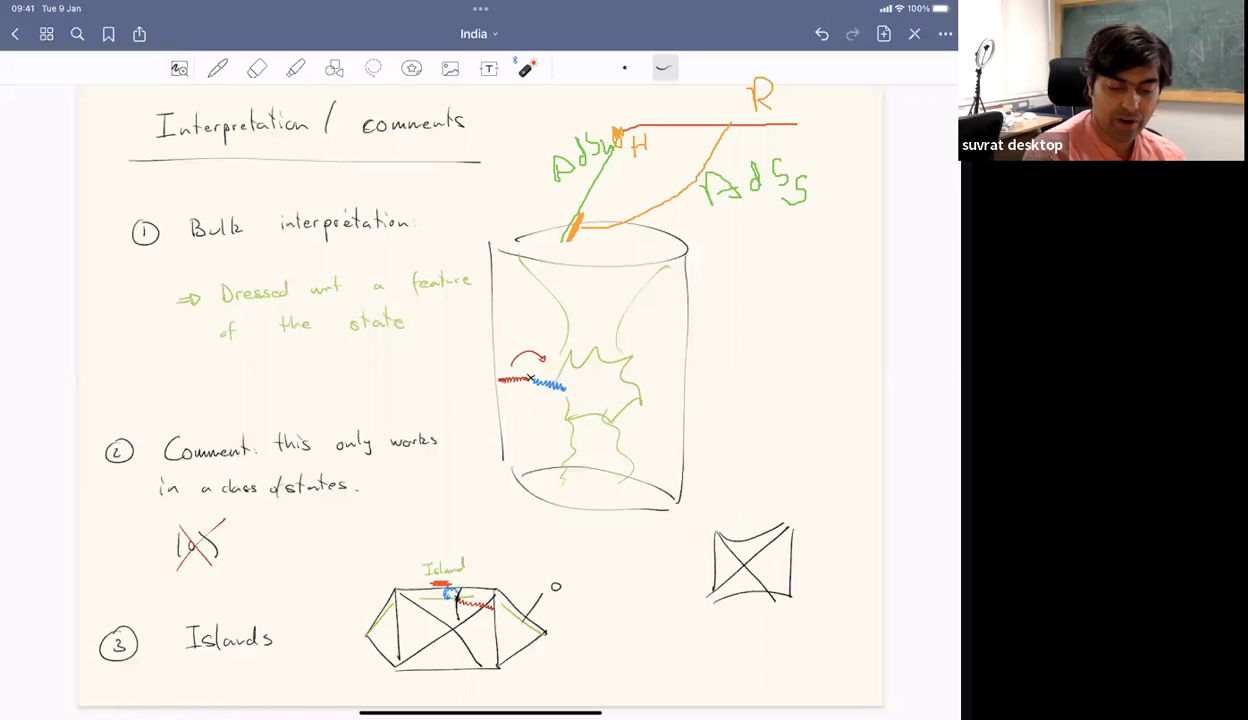 09:41 Tue 9 Jan
100%
India
suvrat desktop
Interpretation / comments
R
AdS4
H
AdS5
① Bulk interpretation:
⇒ Dressed wrt a feature
of the state
② Comment: this only works
in a class of states.
|0⟩
Island
O
③ Islands